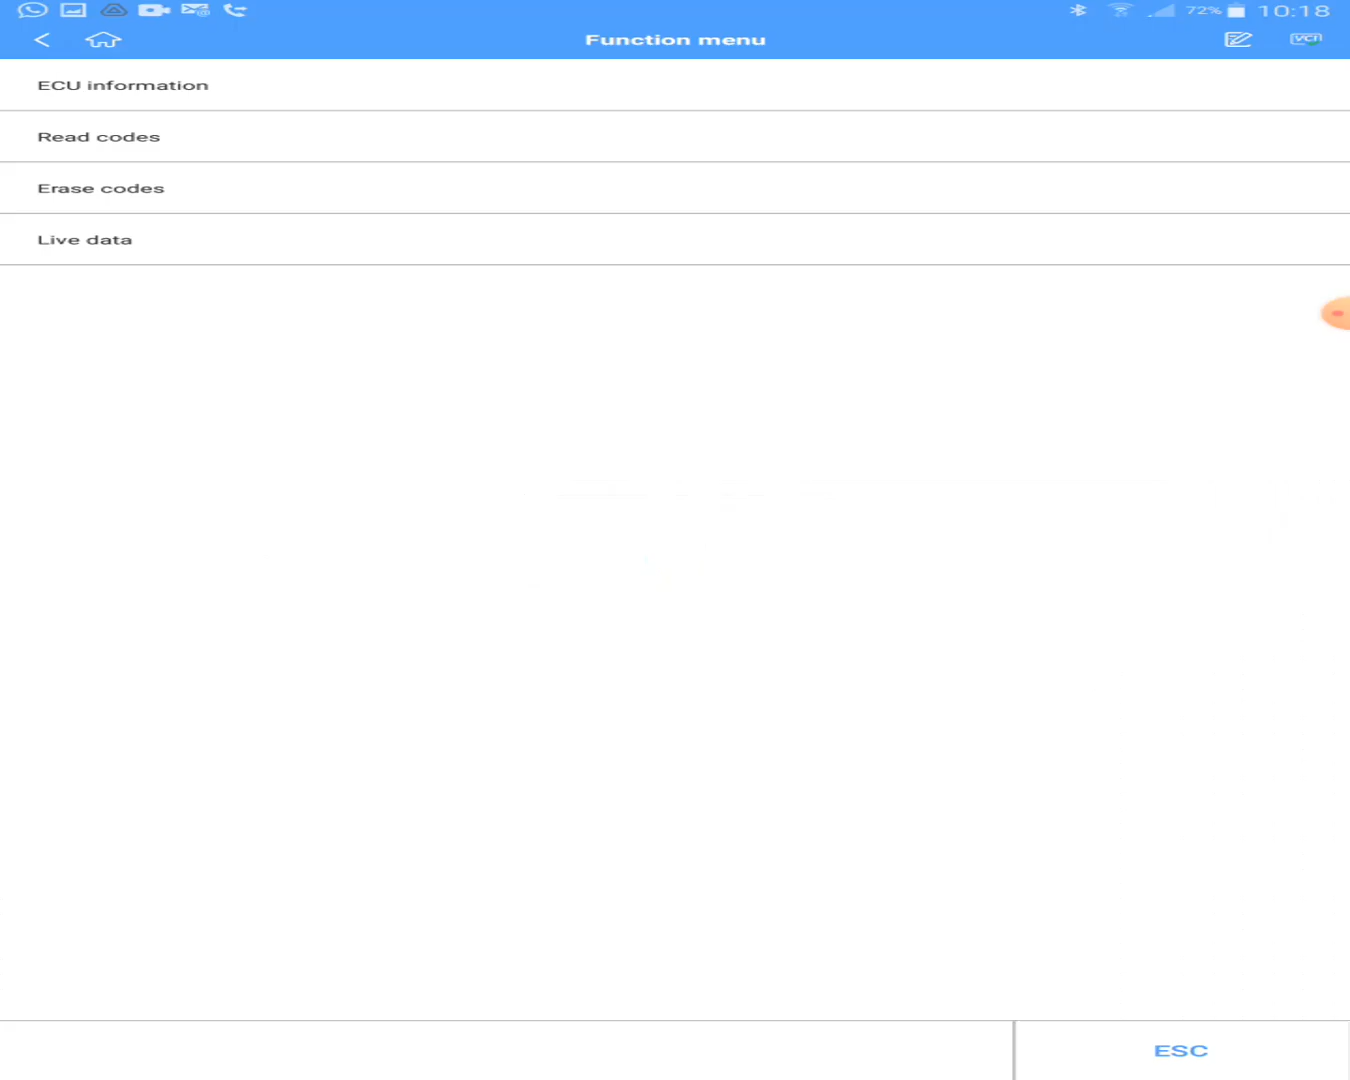 72% 10:18
Function menu
VCI
ECU information
Read codes
Erase codes
Live data
ESC